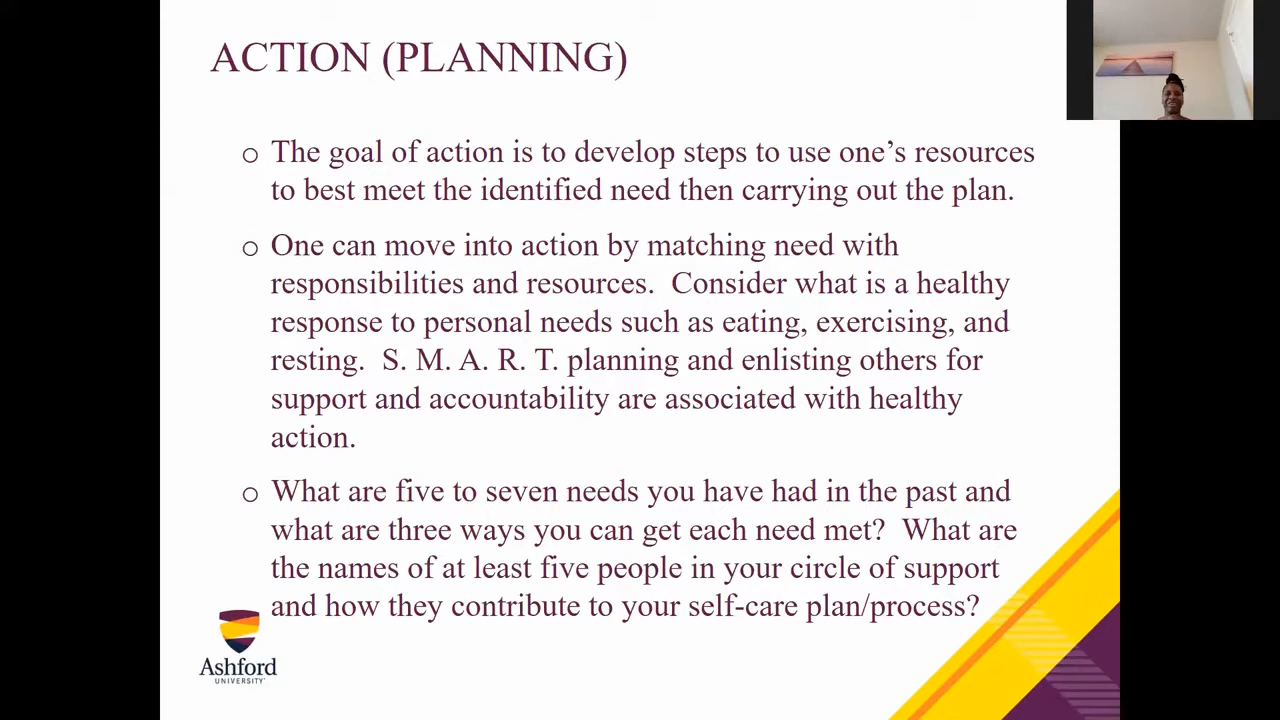 ACTION (PLANNING)
o The goal of action is to develop steps to use one’s resources
to best meet the identified need then carrying out the plan.
o One can move into action by matching need with
responsibilities and resources.  Consider what is a healthy
response to personal needs such as eating, exercising, and
resting.  S. M. A. R. T. planning and enlisting others for
support and accountability are associated with healthy
action.
o What are five to seven needs you have had in the past and
what are three ways you can get each need met?  What are
the names of at least five people in your circle of support
and how they contribute to your self-care plan/process?
Ashford
UNIVERSITY